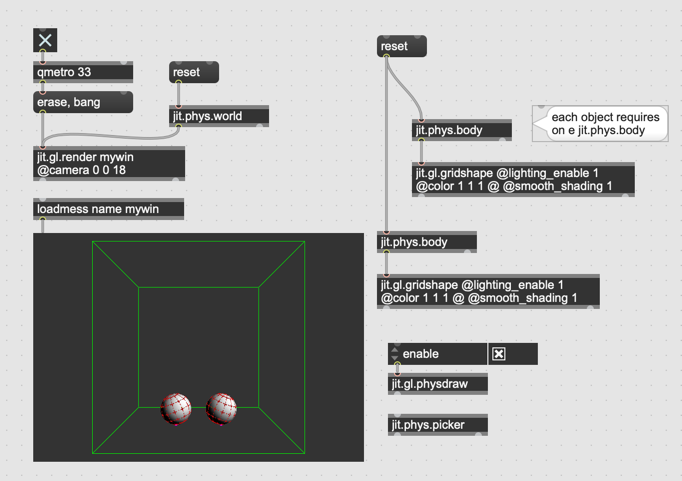 qmetro 33
erase, bang
reset
jit.phys.world
jit.gl.render mywin
@camera 0 0 18
loadmess name mywin
reset
jit.phys.body
each object requires
on e jit.phys.body
jit.gl.gridshape @lighting_enable 1
@color 1 1 1 @ @smooth_shading 1
jit.phys.body
jit.gl.gridshape @lighting_enable 1
@color 1 1 1 @ @smooth_shading 1
enable
jit.gl.physdraw
jit.phys.picker